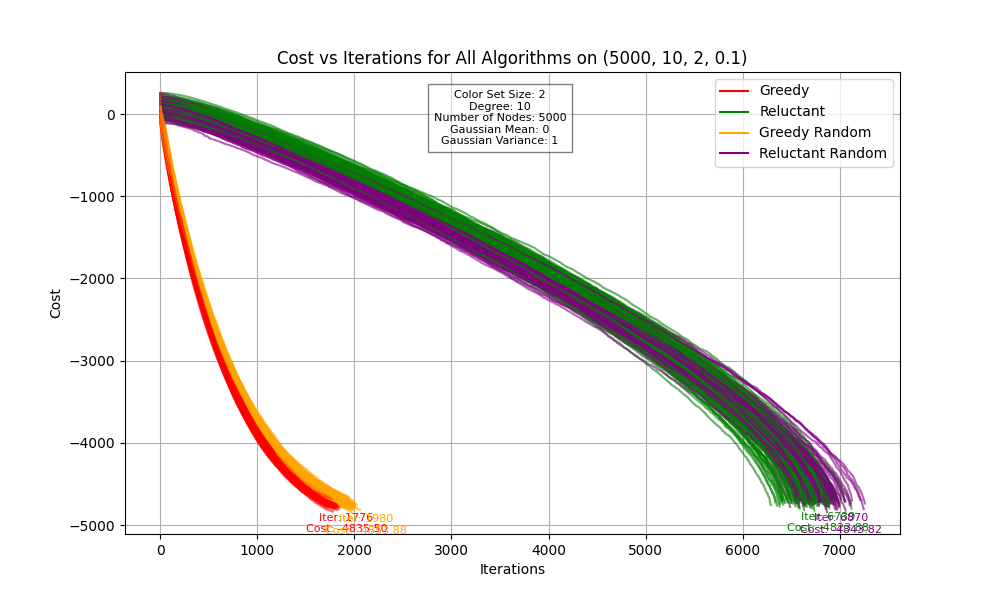 Cost vs Iterations for All Algorithms on (5000, 10, 2, 0.1)
Color Set Size: 2
Degree: 10
Number of Nodes: 5000
Gaussian Mean: 0
Gaussian Variance: 1
Greedy
Reluctant
Greedy Random
Reluctant Random
Cost
0
−1000
−2000
−3000
−4000
−5000
Iter: 1776
Cost: -4835.50
0
1000
2000
3000
4000
5000
6000
7000
Iterations